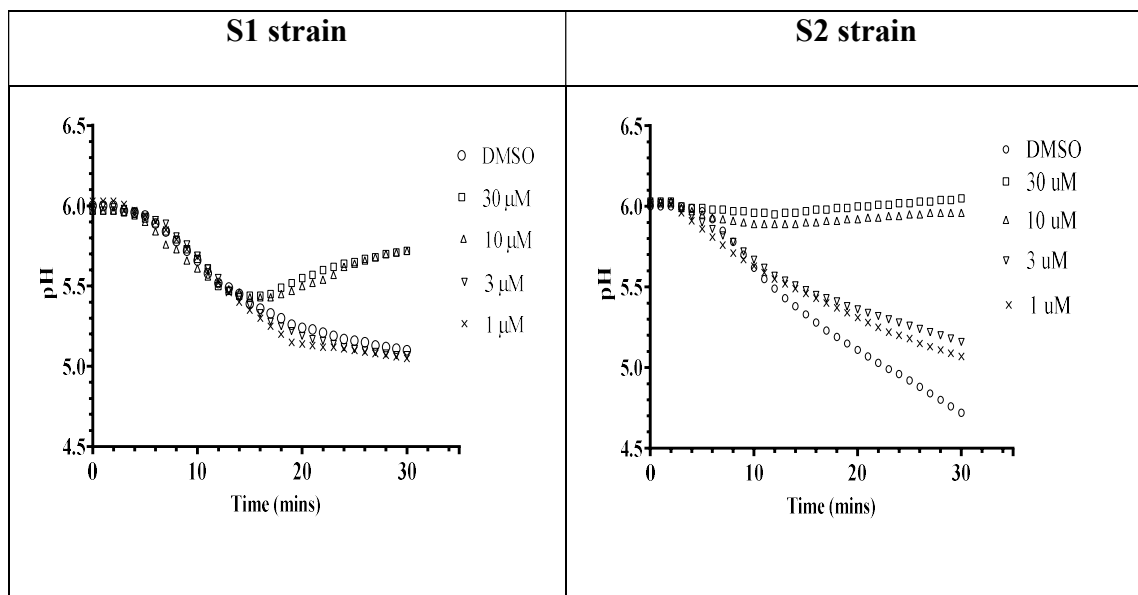 S1 strain
S2 strain
6.5
6.0
5.5
5.0
4.5
pH
0 10 20 30
Time (mins)
DMSO
30 µM
10 µM
3 µM
1 µM
6.5
6.0
5.5
5.0
4.5
pH
0 10 20 30
Time (mins)
DMSO
30 uM
10 uM
3 uM
1 uM